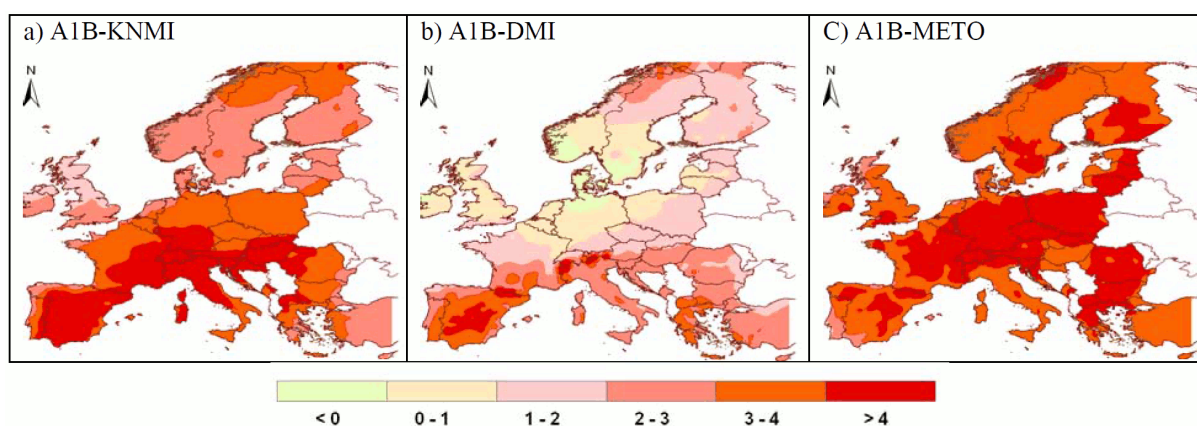 a) A1B-KNMI
b) A1B-DMI
C) A1B-METO
N
N
N
< 0
0 - 1
1 - 2
2 - 3
3 - 4
>4